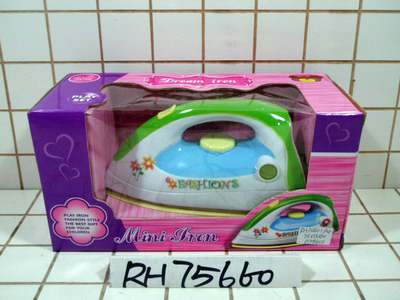 Dream Iron
PLAY
SET
FASHIONS
PLAY IRON
FASHION STYLE
THE BEST GIFT
FOR YOUR
CHILDREN
Mini Iron
RH75660